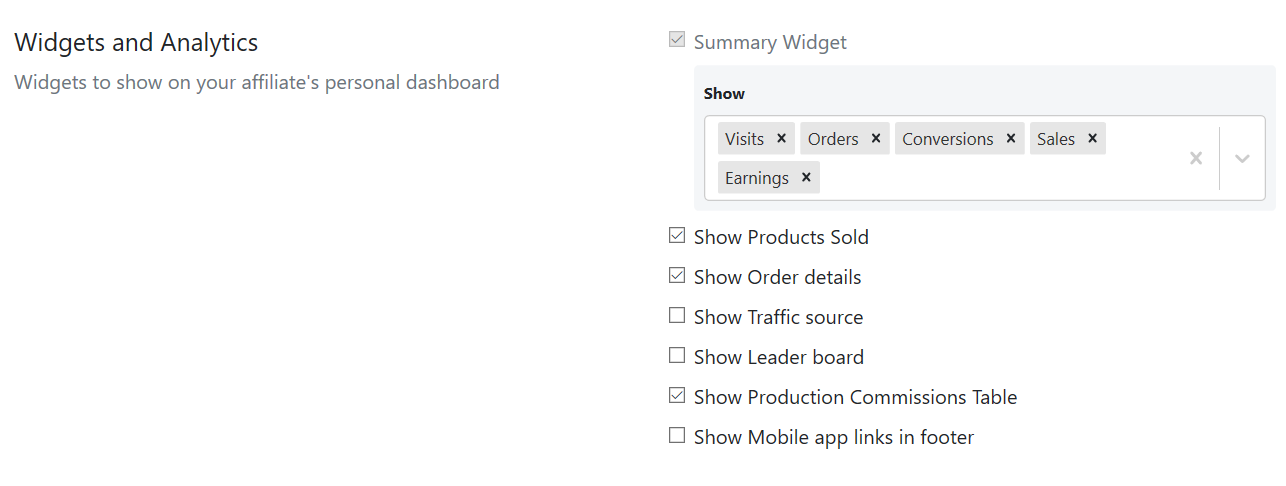 Widgets and Analytics
Widgets to show on your affiliate's personal dashboard
Summary Widget
Show
Visits Orders Conversions Sales
Earnings
Show Products Sold
Show Order details
Show Traffic source
Show Leader board
Show Production Commissions Table
Show Mobile app links in footer